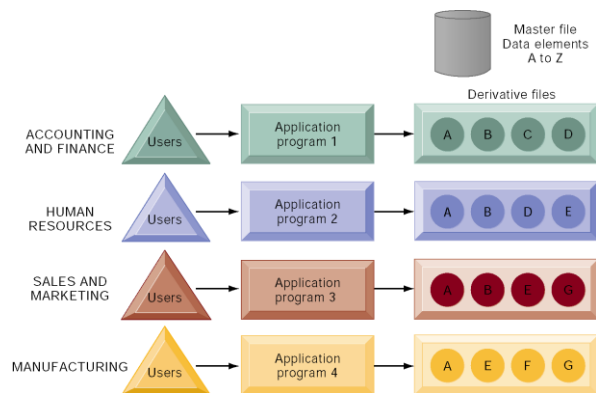 Master file
Data elements
A to Z
Derivative files
ACCOUNTING
AND FINANCE
Users
Application
program 1
A B C D
HUMAN
RESOURCES
Users
Application
program 2
A B D E
SALES AND
MARKETING
Users
Application
program 3
A B E G
MANUFACTURING
Users
Application
program 4
A E F G